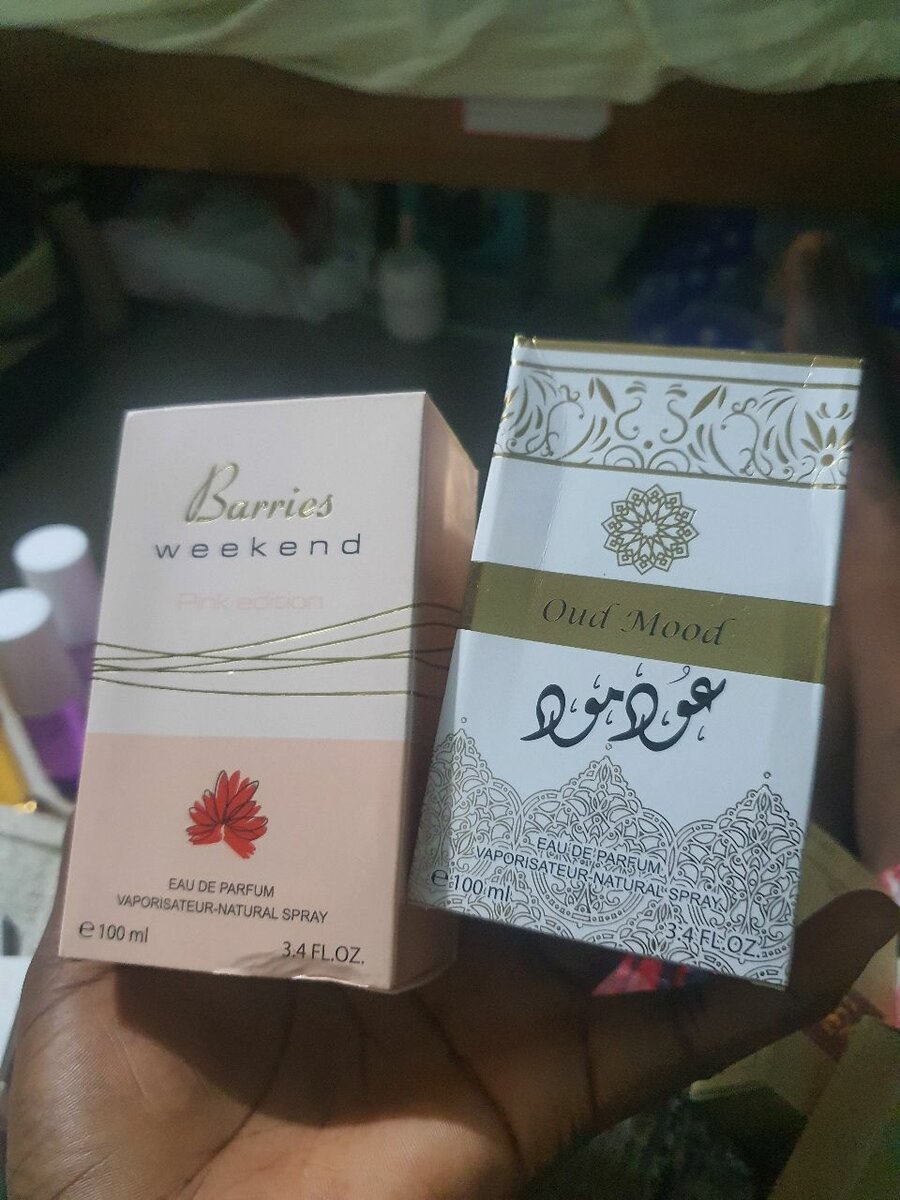 Barries
weekend
Pink edition
EAU DE PARFUM
VAPORISATEUR-NATURAL SPRAY
e 100 ml
3.4 FL.OZ.
Oud Mood
عود مود
EAU DE PARFUM
VAPORISATEUR-NATURAL SPRAY
e 100 ml
3.4 FL.OZ.